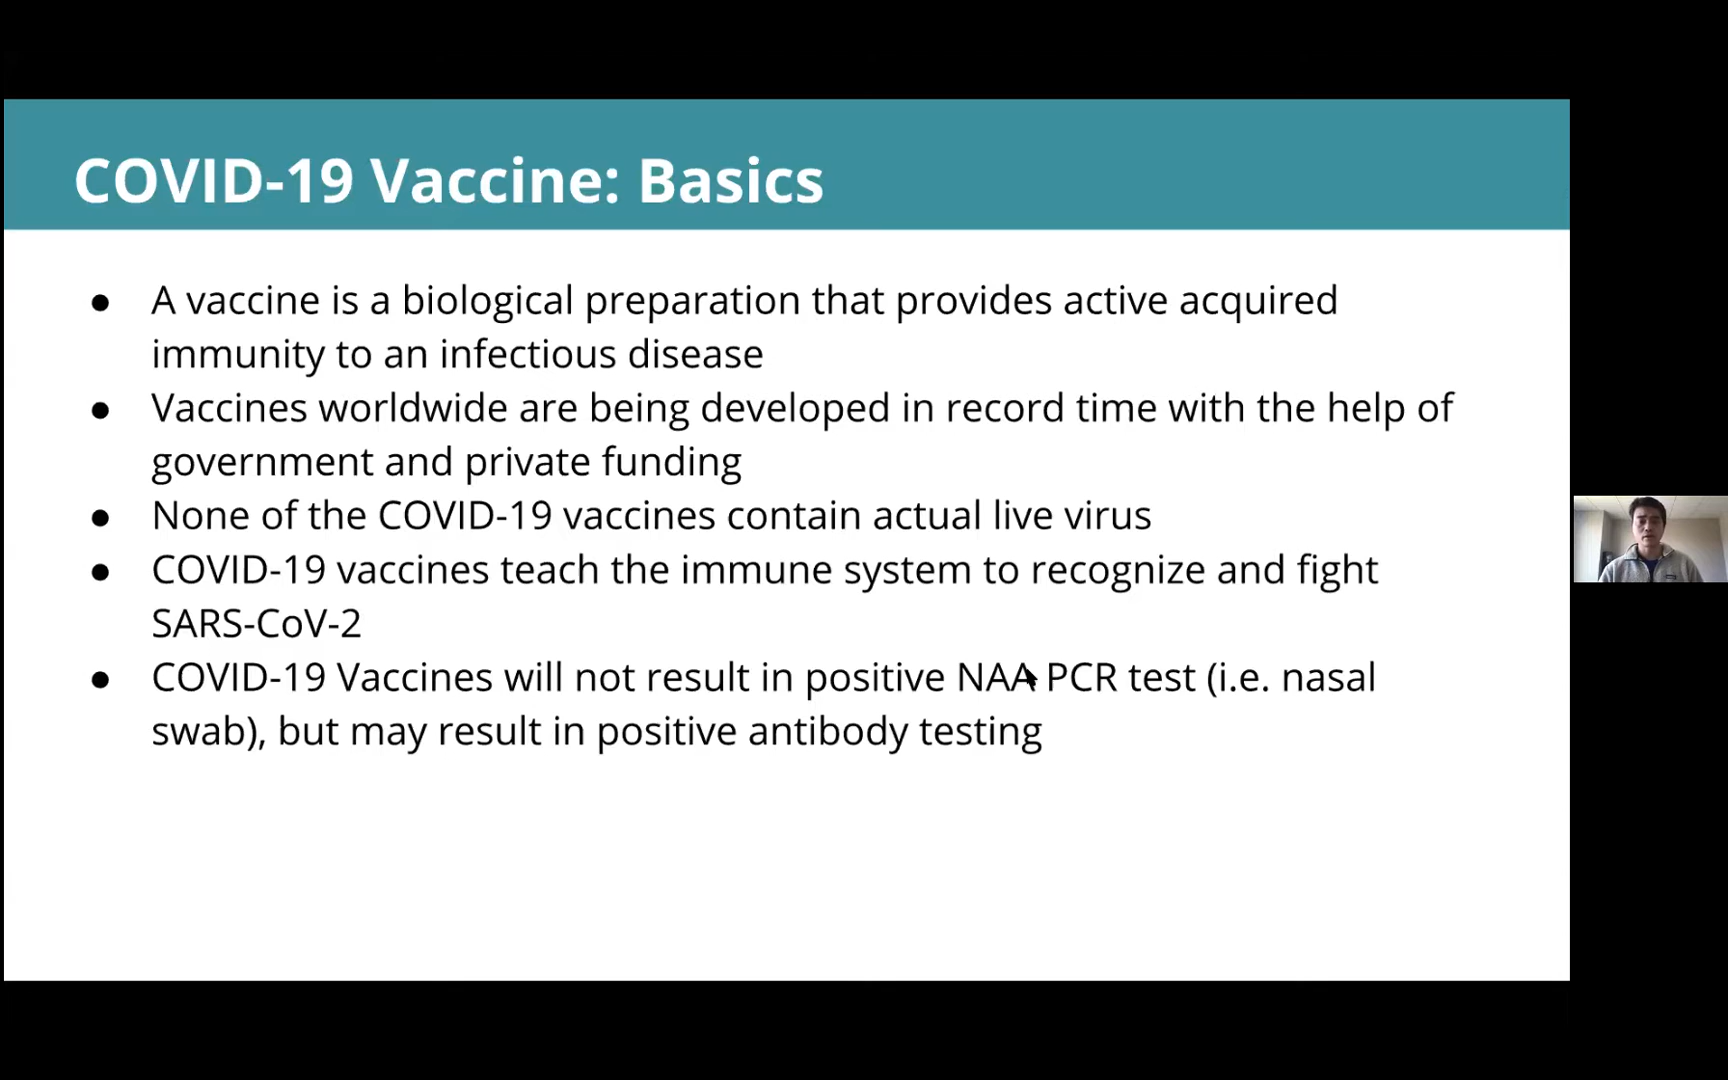 COVID-19 Vaccine: Basics
● A vaccine is a biological preparation that provides active acquired
immunity to an infectious disease
● Vaccines worldwide are being developed in record time with the help of
government and private funding
● None of the COVID-19 vaccines contain actual live virus
● COVID-19 vaccines teach the immune system to recognize and fight
SARS-CoV-2
● COVID-19 Vaccines will not result in positive NAA PCR test (i.e. nasal
swab), but may result in positive antibody testing